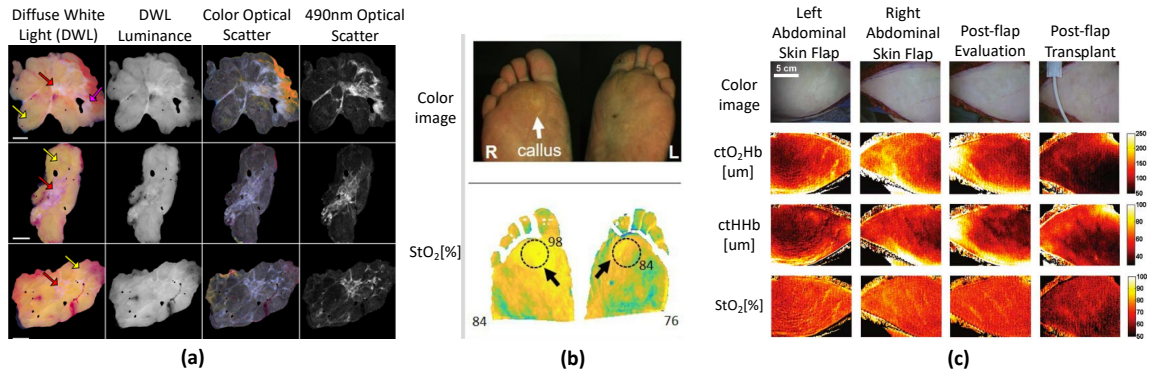 Diffuse White
Light (DWL)
DWL
Luminance
Color Optical
Scatter
490nm Optical
Scatter
(a)
Color
image
R
callus
L
StO₂[%]
98
84
84
76
(b)
Left
Abdominal
Skin Flap
Right
Abdominal
Skin Flap
Post-flap
Evaluation
Post-flap
Transplant
Color
image
5 cm
ctO₂Hb
[um]
250
200
150
100
50
ctHHb
[um]
100
90
80
70
60
50
StO₂[%]
100
90
80
70
60
50
(c)